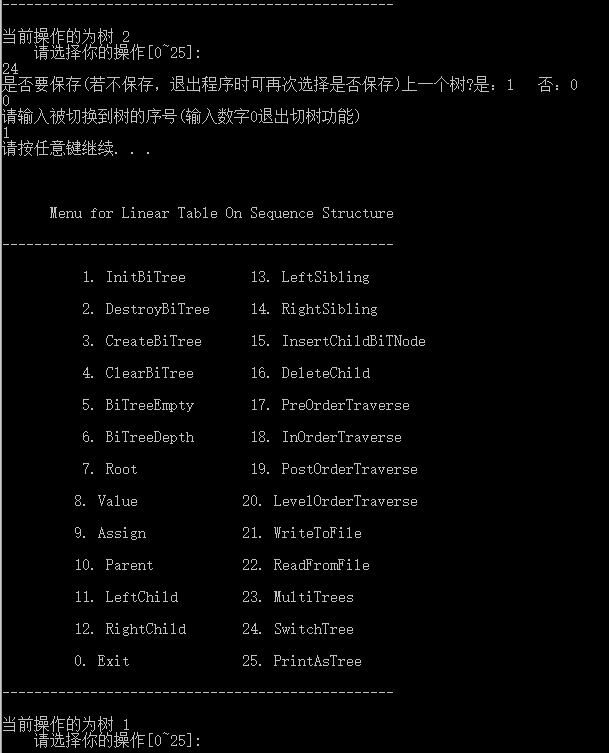 ------------------------------------------------
当前操作的为树 2
请选择你的操作[0~25]:
24
是否要保存(若不保存，退出程序时可再次选择是否保存)上一个树?是：1 否：0
0
请输入被切换到树的序号(输入数字0退出切树功能)
1
请按任意键继续. . .
Menu for Linear Table On Sequence Structure
------------------------------------------------
1. InitBiTree 13. LeftSibling
2. DestroyBiTree 14. RightSibling
3. CreateBiTree 15. InsertChildBiTNode
4. ClearBiTree 16. DeleteChild
5. BiTreeEmpty 17. PreOrderTraverse
6. BiTreeDepth 18. InOrderTraverse
7. Root 19. PostOrderTraverse
8. Value 20. LevelOrderTraverse
9. Assign 21. WriteToFile
10. Parent 22. ReadFromFile
11. LeftChild 23. MultiTrees
12. RightChild 24. SwitchTree
0. Exit 25. PrintAsTree
------------------------------------------------
当前操作的为树 1
请选择你的操作[0~25]: